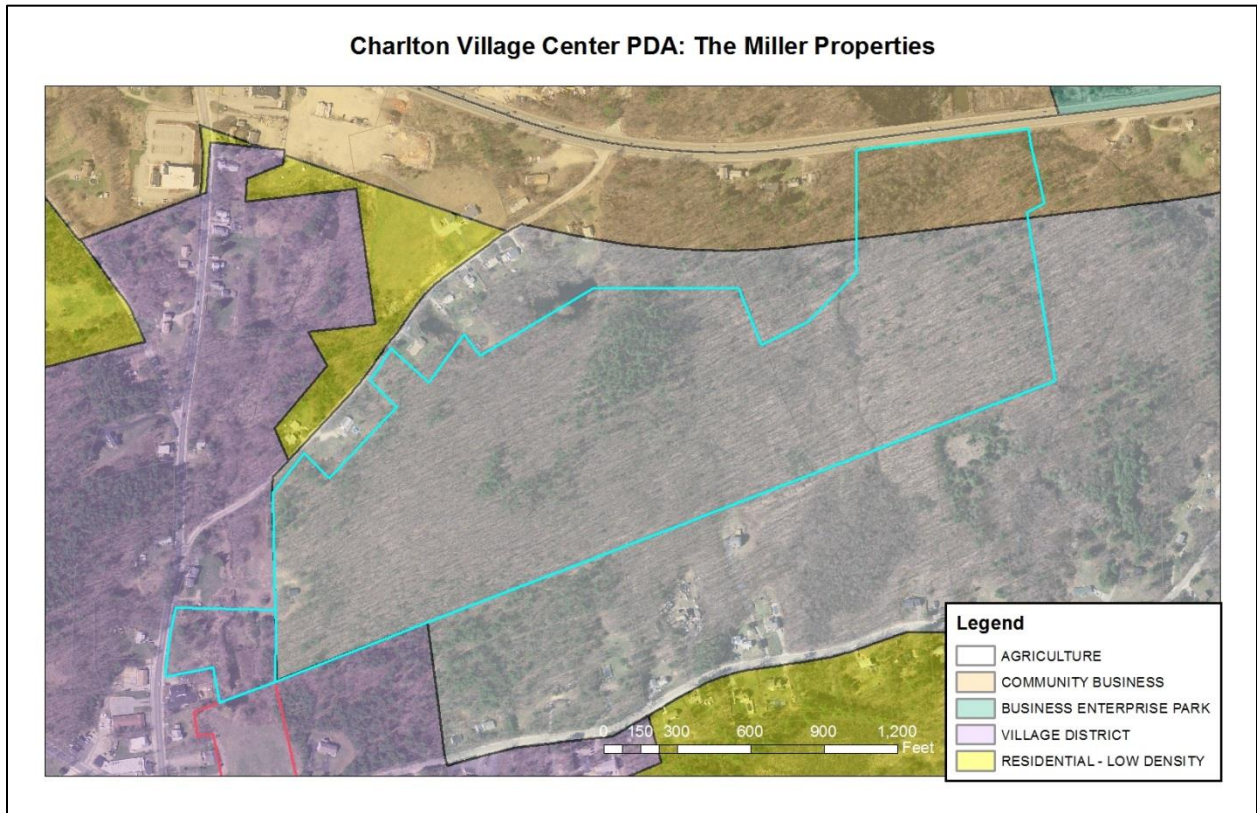 Charlton Village Center PDA: The Miller Properties
Legend
AGRICULTURE
COMMUNITY BUSINESS
BUSINESS ENTERPRISE PARK
VILLAGE DISTRICT
RESIDENTIAL - LOW DENSITY
0 150 300 600 900 1,200
Feet